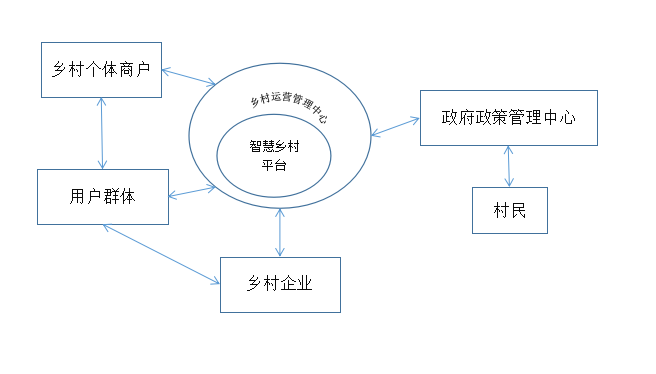 乡村个体商户
乡村运营管理中心
政府政策管理中心
智慧乡村
平台
用户群体
村民
乡村企业